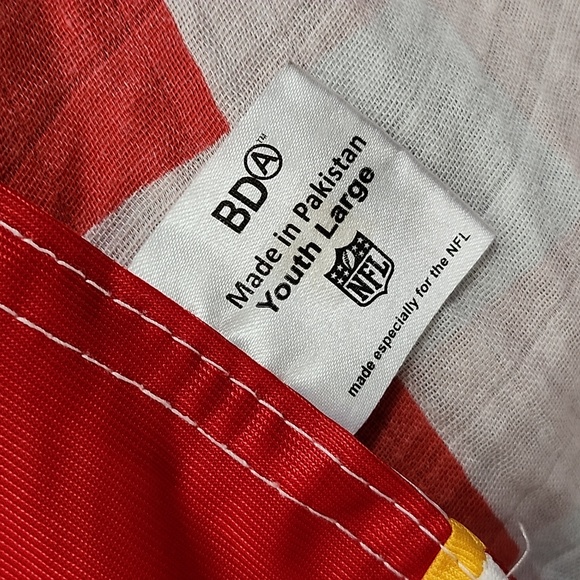 BDA™
Made in Pakistan
Youth Large
NFL
made especially for the NFL